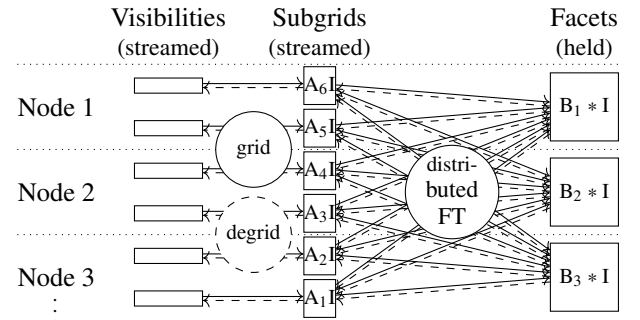 Visibilities Subgrids Facets
(streamed) (streamed) (held)
Node 1
A₆I
B₁ ∗ I
A₅I
grid
Node 2
A₄I
distri-
buted
FT
B₂ ∗ I
A₃I
degrid
Node 3
A₂I
B₃ ∗ I
A₁I
⋮